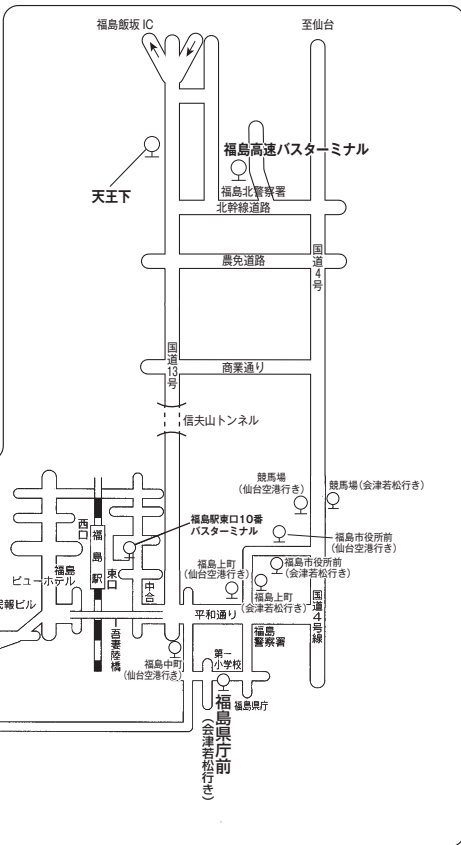 福島飯坂 IC
至仙台
天王下
福島高速バスターミナル
福島北警察署
北幹線道路
農免道路
国道4号
国道13号
商業通り
信夫山トンネル
競馬場
(仙台空港行き)
競馬場(会津若松行き)
福島駅東口10番
バスターミナル
福島市役所前
(仙台空港行き)
西口
福島駅
東口
福島
ビューホテル
福島上町
(仙台空港行き)
福島市役所前
(会津若松行き)
福島上町
(会津若松行き)
民報ビル
中合
平和通り
国道4号線
吾妻陸橋
福島中町
(仙台空港行き)
第一
小学校
福島
警察署
福島県庁
福島県庁前
(会津若松行き)